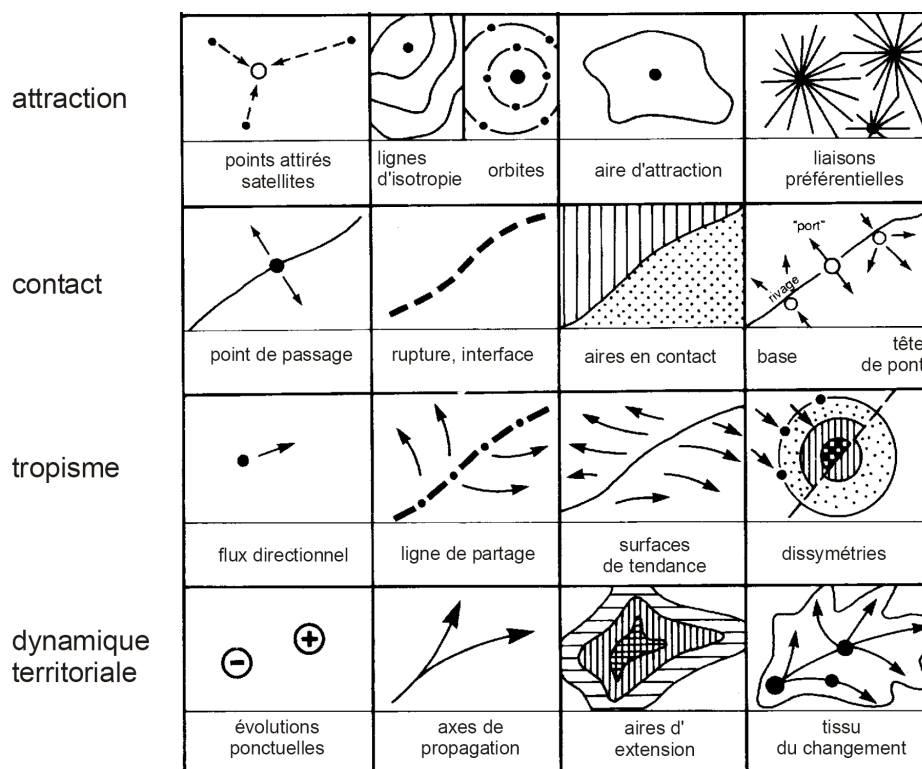 attraction
points attirés
satellites
lignes
d'isotropie
orbites
aire d'attraction
liaisons
préférentielles
contact
"port"
rivage
point de passage
rupture, interface
aires en contact
base
tête
de pont
tropisme
flux directionnel
ligne de partage
surfaces
de tendance
dissymétries
dynamique
territoriale
-
+
évolutions
ponctuelles
axes de
propagation
aires d'
extension
tissu
du changement